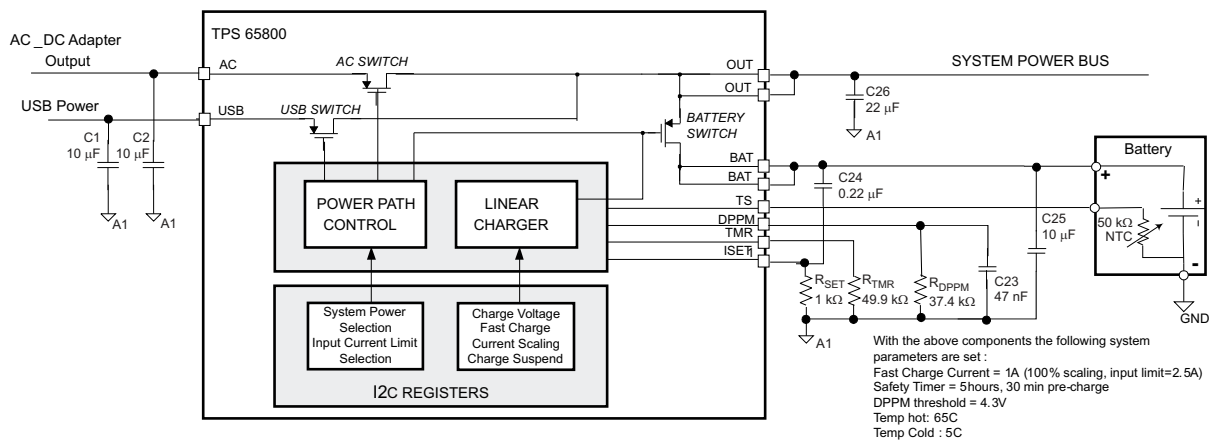 TPS 65800
AC _DC Adapter
Output
USB Power
C1
10 μF
C2
10 μF
A1
A1
AC
AC SWITCH
USB
USB SWITCH
OUT
OUT
BATTERY
SWITCH
BAT
BAT
TS
DPPM
TMR
ISET1
POWER PATH
CONTROL
LINEAR
CHARGER
System Power
Selection
Input Current Limit
Selection
Charge Voltage
Fast Charge
Current Scaling
Charge Suspend
I2C REGISTERS
SYSTEM POWER BUS
C26
22 μF
A1
C24
0.22 μF
C25
10 μF
Battery
+
+
-
50 kΩ
NTC
-
GND
RSET
1 kΩ
RTMR
49.9 kΩ
RDPPM
37.4 kΩ
C23
47 nF
A1
With the above components the following system
parameters are set :
Fast Charge Current = 1A (100% scaling, input limit=2.5A)
Safety Timer = 5hours, 30 min pre-charge
DPPM threshold = 4.3V
Temp hot: 65C
Temp Cold : 5C